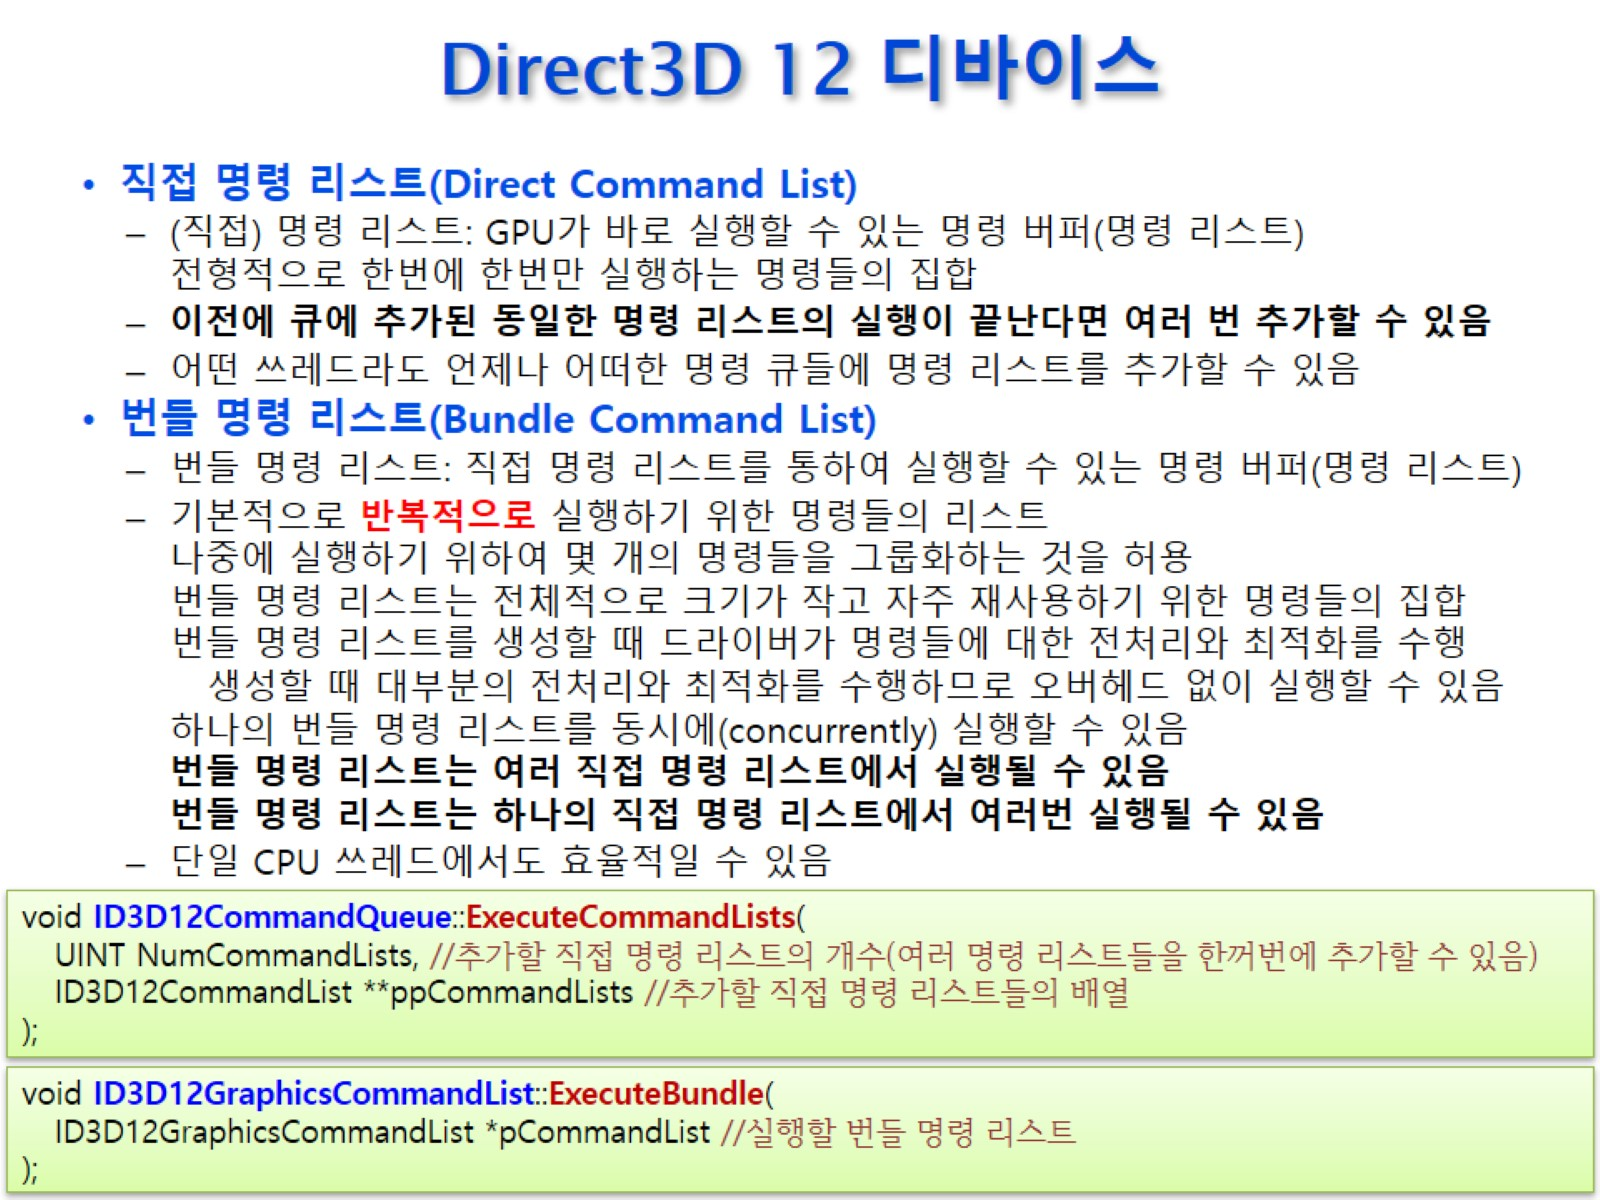 Direct3D 12 디바이스
• 직접 명령 리스트(Direct Command List)
– (직접) 명령 리스트: GPU가 바로 실행할 수 있는 명령 버퍼(명령 리스트)
전형적으로 한번에 한번만 실행하는 명령들의 집합
– 이전에 큐에 추가된 동일한 명령 리스트의 실행이 끝난다면 여러 번 추가할 수 있음
– 어떤 쓰레드라도 언제나 어떠한 명령 큐들에 명령 리스트를 추가할 수 있음
• 번들 명령 리스트(Bundle Command List)
– 번들 명령 리스트: 직접 명령 리스트를 통하여 실행할 수 있는 명령 버퍼(명령 리스트)
– 기본적으로 반복적으로 실행하기 위한 명령들의 리스트
나중에 실행하기 위하여 몇 개의 명령들을 그룹화하는 것을 허용
번들 명령 리스트는 전체적으로 크기가 작고 자주 재사용하기 위한 명령들의 집합
번들 명령 리스트를 생성할 때 드라이버가 명령들에 대한 전처리와 최적화를 수행
생성할 때 대부분의 전처리와 최적화를 수행하므로 오버헤드 없이 실행할 수 있음
하나의 번들 명령 리스트를 동시에(concurrently) 실행할 수 있음
번들 명령 리스트는 여러 직접 명령 리스트에서 실행될 수 있음
번들 명령 리스트는 하나의 직접 명령 리스트에서 여러번 실행될 수 있음
– 단일 CPU 쓰레드에서도 효율적일 수 있음
void ID3D12CommandQueue::ExecuteCommandLists(
UINT NumCommandLists, //추가할 직접 명령 리스트의 개수(여러 명령 리스트들을 한꺼번에 추가할 수 있음)
ID3D12CommandList **ppCommandLists //추가할 직접 명령 리스트들의 배열
);
void ID3D12GraphicsCommandList::ExecuteBundle(
ID3D12GraphicsCommandList *pCommandList //실행할 번들 명령 리스트
);